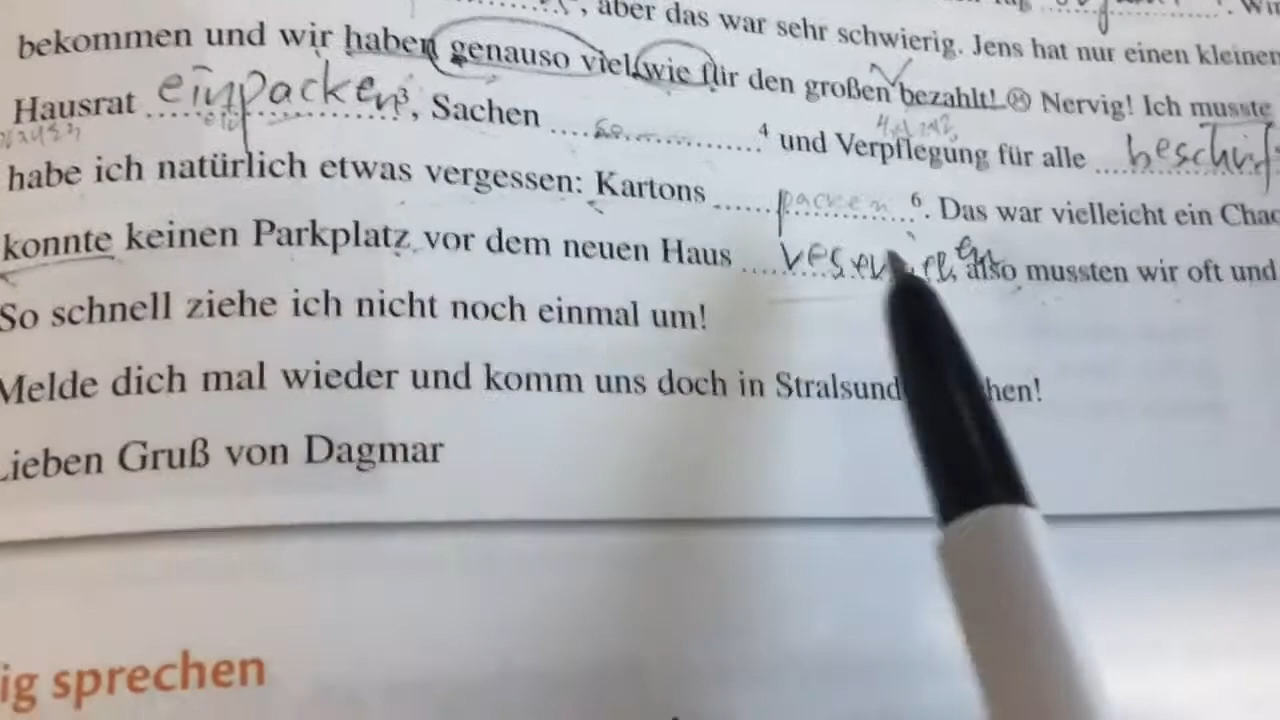 , aber das war sehr schwierig. Jens hat nur einen kleinen
bekommen und wir haben genauso viel wie für den großen bezahlt! ☹ Nervig! Ich musste
Hausrat einpacken ³, Sachen ............ ⁴ und Verpflegung für alle beschrif
habe ich natürlich etwas vergessen: Kartons packen ⁶. Das war vielleicht ein Chao
konnte keinen Parkplatz vor dem neuen Haus ............ also mussten wir oft und
So schnell ziehe ich nicht noch einmal um!
Melde dich mal wieder und komm uns doch in Stralsund hen!
Lieben Gruß von Dagmar
ig sprechen